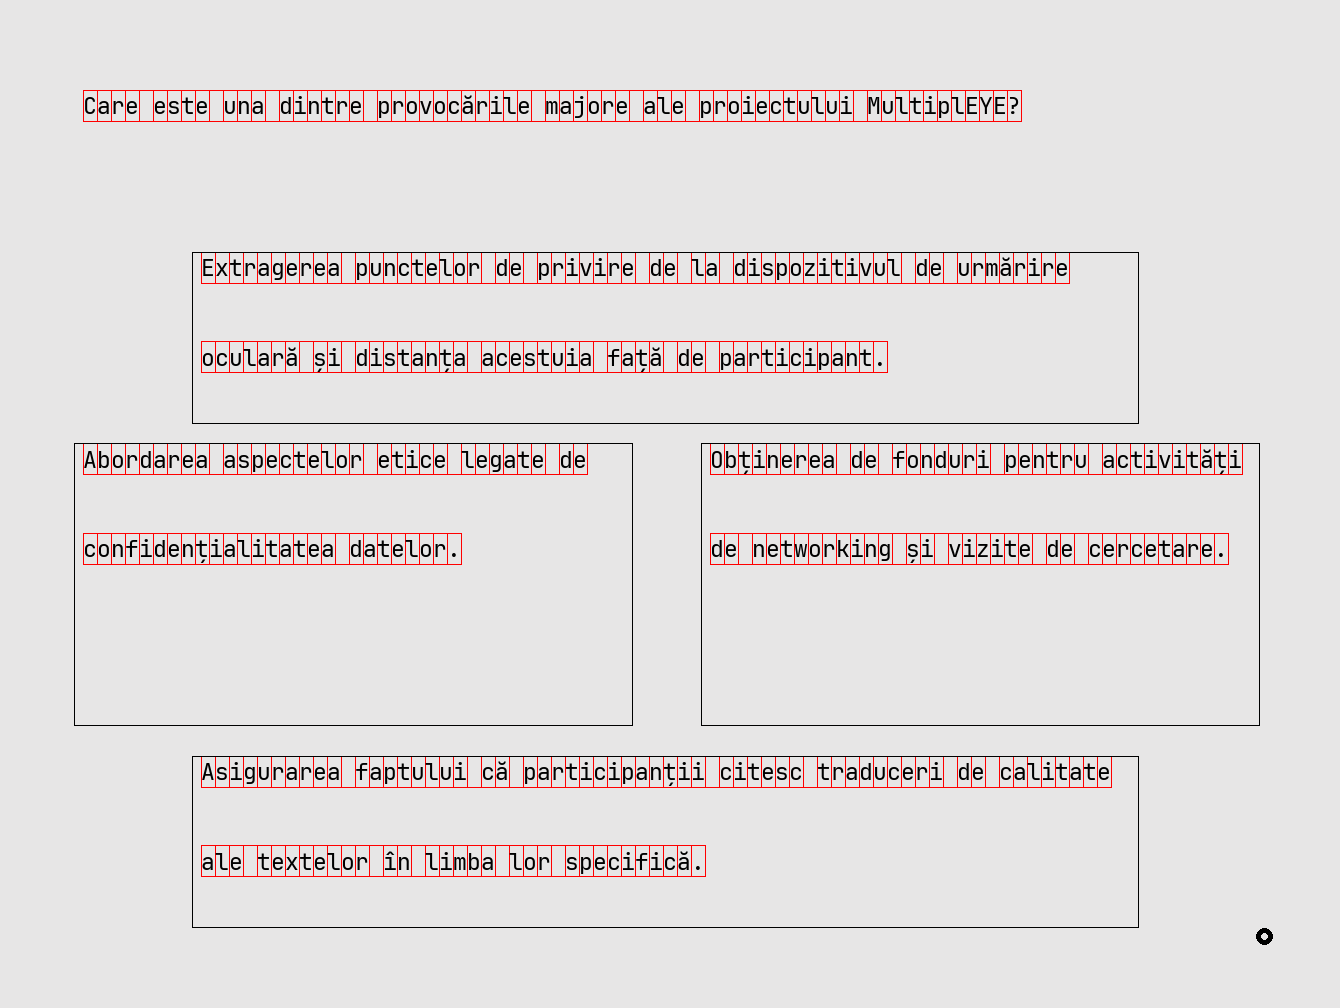 Care este una dintre provocările majore ale proiectului MultiplEYE?
Extragerea punctelor de privire de la dispozitivul de urmărire
oculară și distanța acestuia față de participant.
Abordarea aspectelor etice legate de
confidențialitatea datelor.
Obținerea de fonduri pentru activități
de networking și vizite de cercetare.
Asigurarea faptului că participanții citesc traduceri de calitate
ale textelor în limba lor specifică.